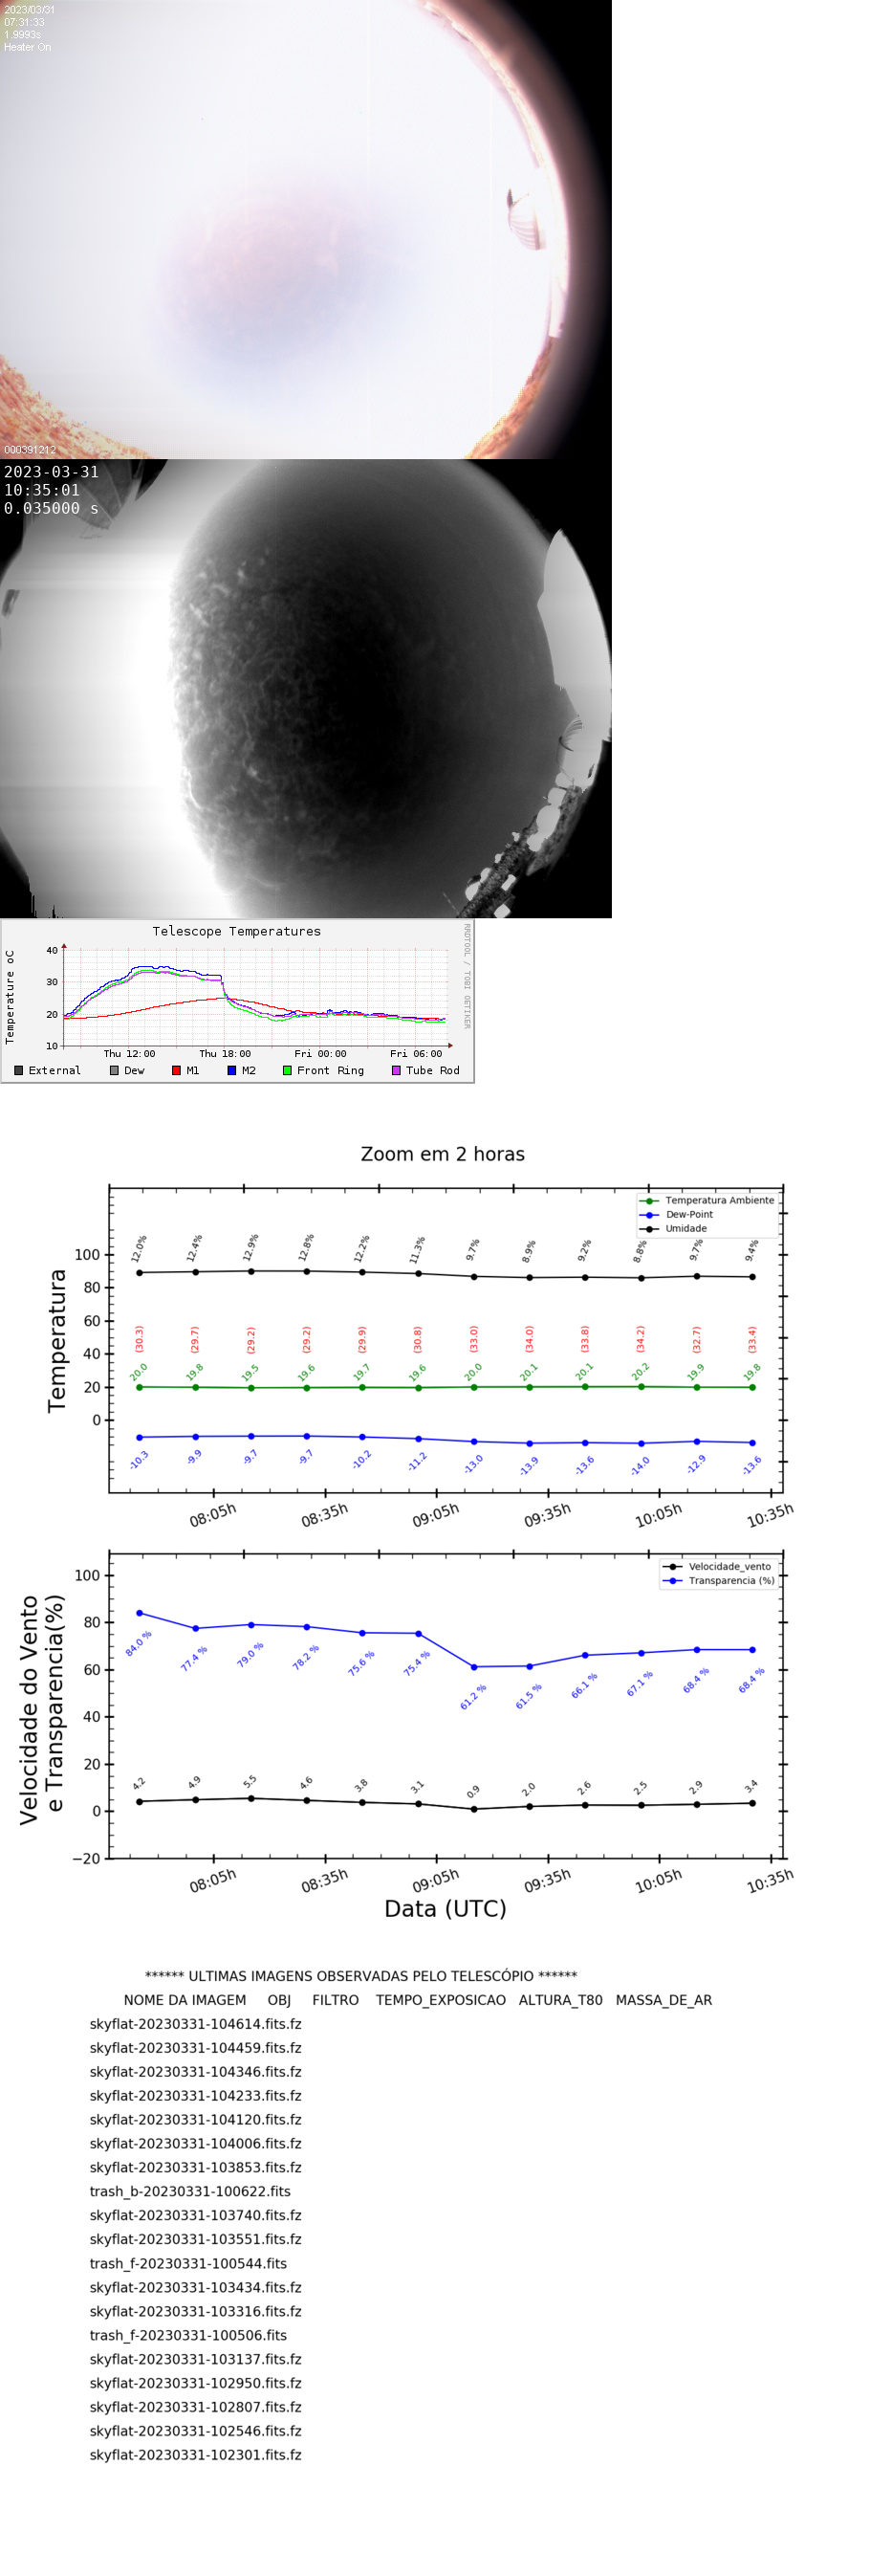 2023/03/31
07:31:33
1.9993s
Heater On
000391212
2023-03-31
10:35:01
0.035000 s
Telescope Temperatures
RRDTOOL / TOBI OETIKER
Temperature oC
40
30
20
10
Thu 12:00 Thu 18:00 Fri 00:00 Fri 06:00
External Dew M1 M2 Front Ring Tube Rod
Zoom em 2 horas
Temperatura
Temperatura Ambiente
Dew-Point
Umidade
100
80
60
40
20
0
12.0% 12.4% 12.9% 12.8% 12.2% 11.3% 9.7% 8.9% 9.2% 8.8% 9.7% 9.4%
(30.3) (29.7) (29.2) (29.2) (29.9) (30.8) (33.0) (34.0) (33.8) (34.2) (32.7) (33.4)
20.0 19.8 19.5 19.6 19.7 19.6 20.0 20.1 20.1 20.2 19.9 19.8
-10.3 -9.9 -9.7 -9.7 -10.2 -11.2 -13.0 -13.9 -13.6 -14.0 -12.9 -13.6
08:05h 08:35h 09:05h 09:35h 10:05h 10:35h
Velocidade do Vento
e Transparencia(%)
Velocidade_vento
Transparencia (%)
100
80
60
40
20
0
−20
84.0 % 77.4 % 79.0 % 78.2 % 75.6 % 75.4 % 61.2 % 61.5 % 66.1 % 67.1 % 68.4 % 68.4 %
4.2 4.9 5.5 4.6 3.8 3.1 0.9 2.0 2.6 2.5 2.9 3.4
08:05h 08:35h 09:05h 09:35h 10:05h 10:35h
Data (UTC)
****** ULTIMAS IMAGENS OBSERVADAS PELO TELESCÓPIO ******
NOME DA IMAGEM OBJ FILTRO TEMPO_EXPOSICAO ALTURA_T80 MASSA_DE_AR
skyflat-20230331-104614.fits.fz
skyflat-20230331-104459.fits.fz
skyflat-20230331-104346.fits.fz
skyflat-20230331-104233.fits.fz
skyflat-20230331-104120.fits.fz
skyflat-20230331-104006.fits.fz
skyflat-20230331-103853.fits.fz
trash_b-20230331-100622.fits
skyflat-20230331-103740.fits.fz
skyflat-20230331-103551.fits.fz
trash_f-20230331-100544.fits
skyflat-20230331-103434.fits.fz
skyflat-20230331-103316.fits.fz
trash_f-20230331-100506.fits
skyflat-20230331-103137.fits.fz
skyflat-20230331-102950.fits.fz
skyflat-20230331-102807.fits.fz
skyflat-20230331-102546.fits.fz
skyflat-20230331-102301.fits.fz